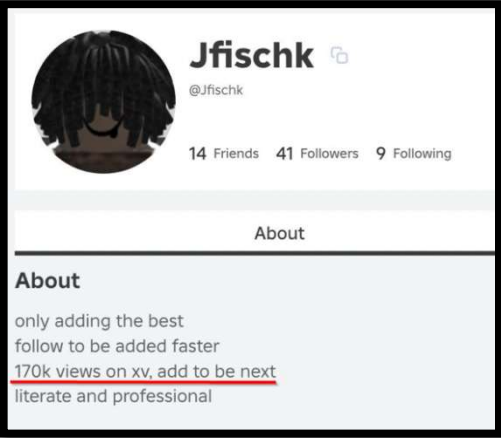 Jfischk
@Jfischk
14 Friends 41 Followers 9 Following
About
About
only adding the best
follow to be added faster
170k views on xv, add to be next
literate and professional